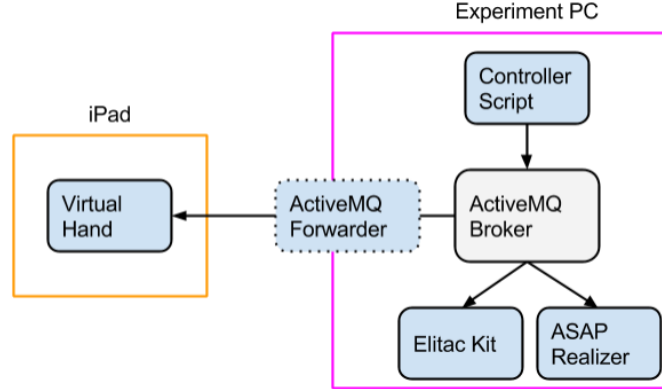 Experiment PC
Controller
Script
iPad
Virtual
Hand
ActiveMQ
Forwarder
ActiveMQ
Broker
Elitac Kit
ASAP
Realizer